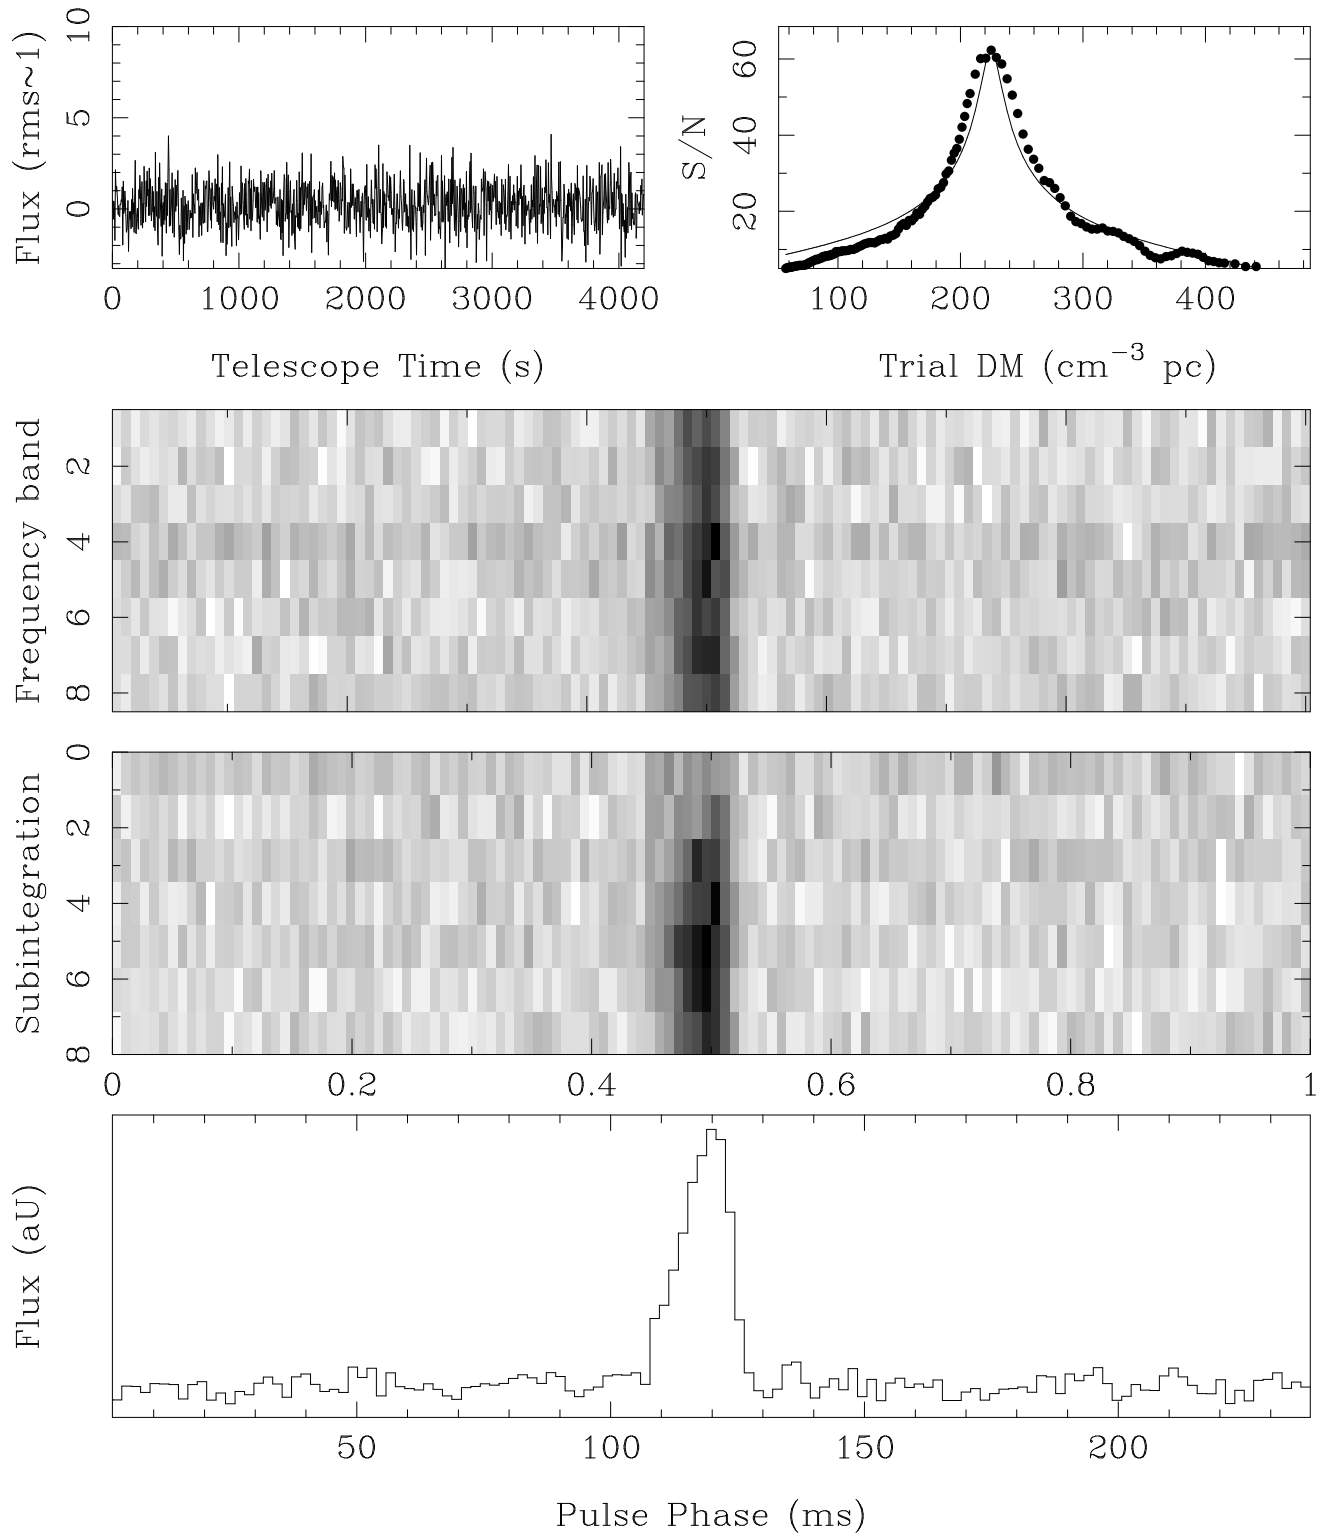 Flux (rms~1)
0 5 10
0 1000 2000 3000 4000
Telescope Time (s)
S/N
20 40 60
100 200 300 400
Trial DM (cm⁻³ pc)
Frequency band
2 4 6 8
Subintegration
0 2 4 6 8
0 0.2 0.4 0.6 0.8 1
Flux (aU)
50 100 150 200
Pulse Phase (ms)